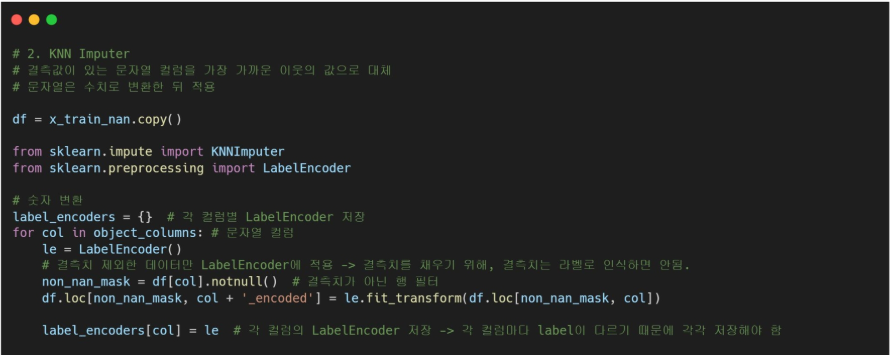 # 2. KNN Imputer
# 결측값이 있는 문자열 컬럼을 가장 가까운 이웃의 값으로 대체
# 문자열은 수치로 변환한 뒤 적용
df = x_train_nan.copy()
from sklearn.impute import KNNImputer
from sklearn.preprocessing import LabelEncoder
# 숫자 변환
label_encoders = {}  # 각 컬럼별 LabelEncoder 저장
for col in object_columns: # 문자열 컬럼
    le = LabelEncoder()
    # 결측치 제외한 데이터만 LabelEncoder에 적용 -> 결측치를 채우기 위해, 결측치는 라벨로 인식하면 안됨.
    non_nan_mask = df[col].notnull()  # 결측치가 아닌 행 필터
    df.loc[non_nan_mask, col + '_encoded'] = le.fit_transform(df.loc[non_nan_mask, col])
    label_encoders[col] = le  # 각 컬럼의 LabelEncoder 저장 -> 각 컬럼마다 label이 다르기 때문에 각각 저장해야 함